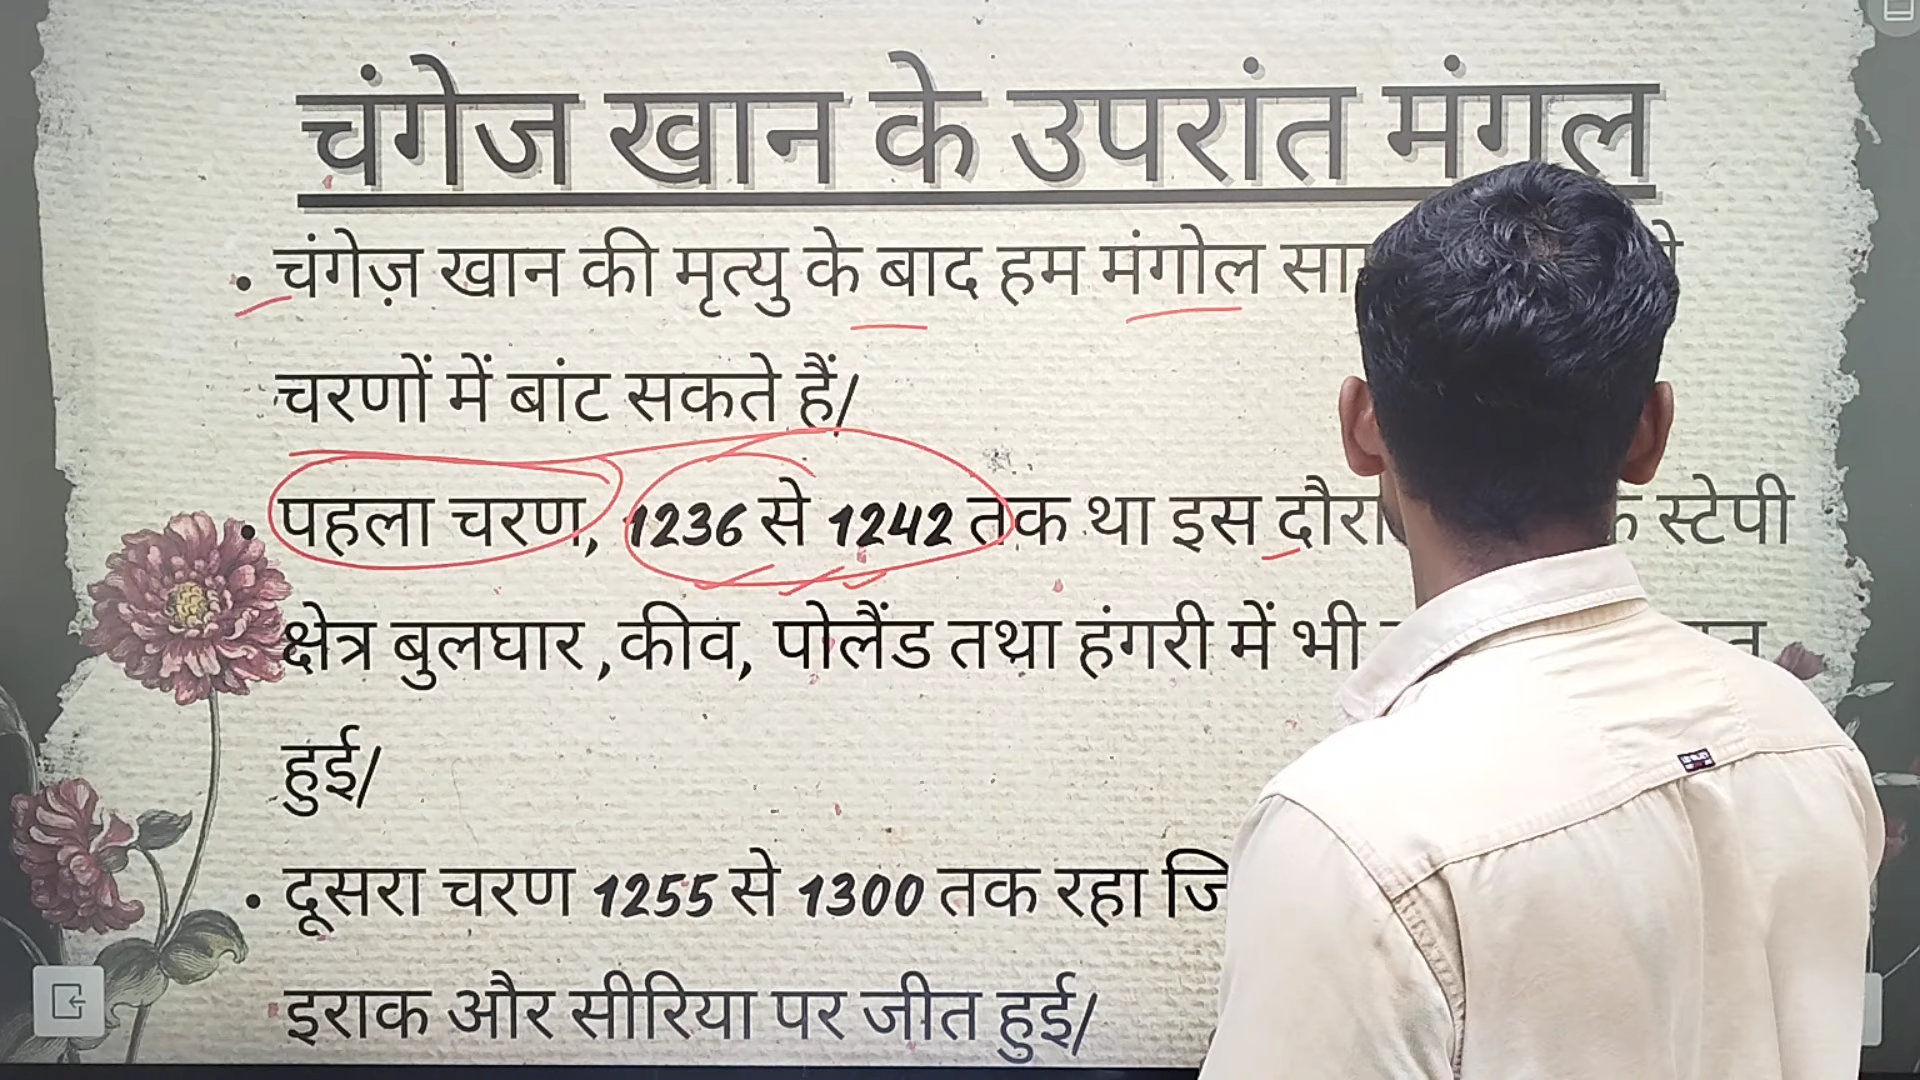 चंगेज खान के उपरांत मंगल
• चंगेज़ खान की मृत्यु के बाद हम मंगोल
चरणों में बांट सकते हैं/
• पहला चरण, 1236 से 1242 तक था इस स्टेपी
क्षेत्र बुलघार ,कीव, पोलैंड तथा हंगरी में भी
हुई/
• दूसरा चरण 1255 से 1300 तक रहा
इराक और सीरिया पर जीत हुई/